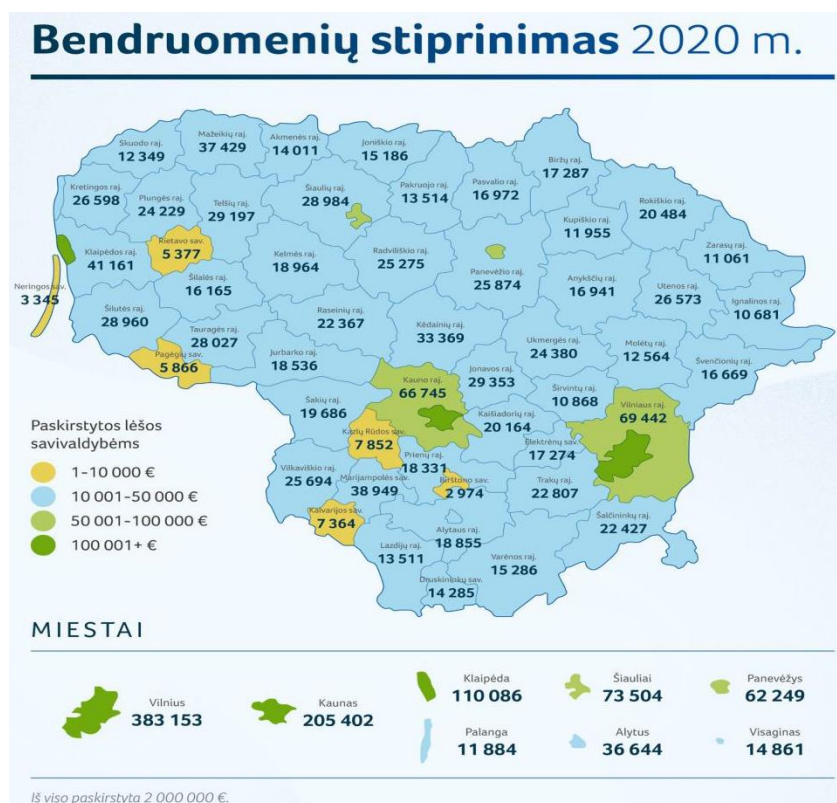 Bendruomenių stiprinimas 2020 m.
Skuodo raj.
12 349
Mažeikių raj.
37 429
Akmenės raj.
14 011
Joniškio raj.
15 186
Biržų raj.
17 287
Kretingos raj.
26 598
Plungės raj.
24 229
Telšių raj.
29 197
Šiaulių raj.
28 984
Pakruojo raj.
13 514
Pasvalio raj.
16 972
Rokiškio raj.
20 484
Kupiškio raj.
11 955
Klaipėdos raj.
41 161
Rietavo sav.
5 377
Kelmės raj.
18 964
Radviliškio raj.
25 275
Panevėžio raj.
25 874
Anykščių raj.
16 941
Zarasų raj.
11 061
Utenos raj.
26 573
Ignalinos raj.
10 681
Neringos sav.
3 345
Šilalės raj.
16 165
Šilutės raj.
28 960
Tauragės raj.
28 027
Raseinių raj.
22 367
Kėdainių raj.
33 369
Ukmergės raj.
24 380
Molėtų raj.
12 564
Švenčionių raj.
16 669
Pagėgių sav.
5 866
Jurbarko raj.
18 536
Kauno raj.
66 745
Jonavos raj.
29 353
Širvintų raj.
10 868
Vilniaus raj.
69 442
Šakių raj.
19 686
Kaišiadorių raj.
20 164
Kazlų Rūdos sav.
7 852
Elektrėnų sav.
17 274
Prienų raj.
18 331
Vilkaviškio raj.
25 694
Marijampolės sav.
38 949
Birštono sav.
2 974
Trakų raj.
22 807
Kalvarijos sav.
7 364
Alytaus raj.
18 855
Šalčininkų raj.
22 427
Lazdijų raj.
13 511
Varėnos raj.
15 286
Druskininkų sav.
14 285
Paskirstytos lėšos
savivaldybėms
1-10 000 €
10 001-50 000 €
50 001-100 000 €
100 001+ €
MIESTAI
Vilnius
383 153
Kaunas
205 402
Klaipėda
110 086
Šiauliai
73 504
Panevėžys
62 249
Palanga
11 884
Alytus
36 644
Visaginas
14 861
Iš viso paskirstyta 2 000 000 €.